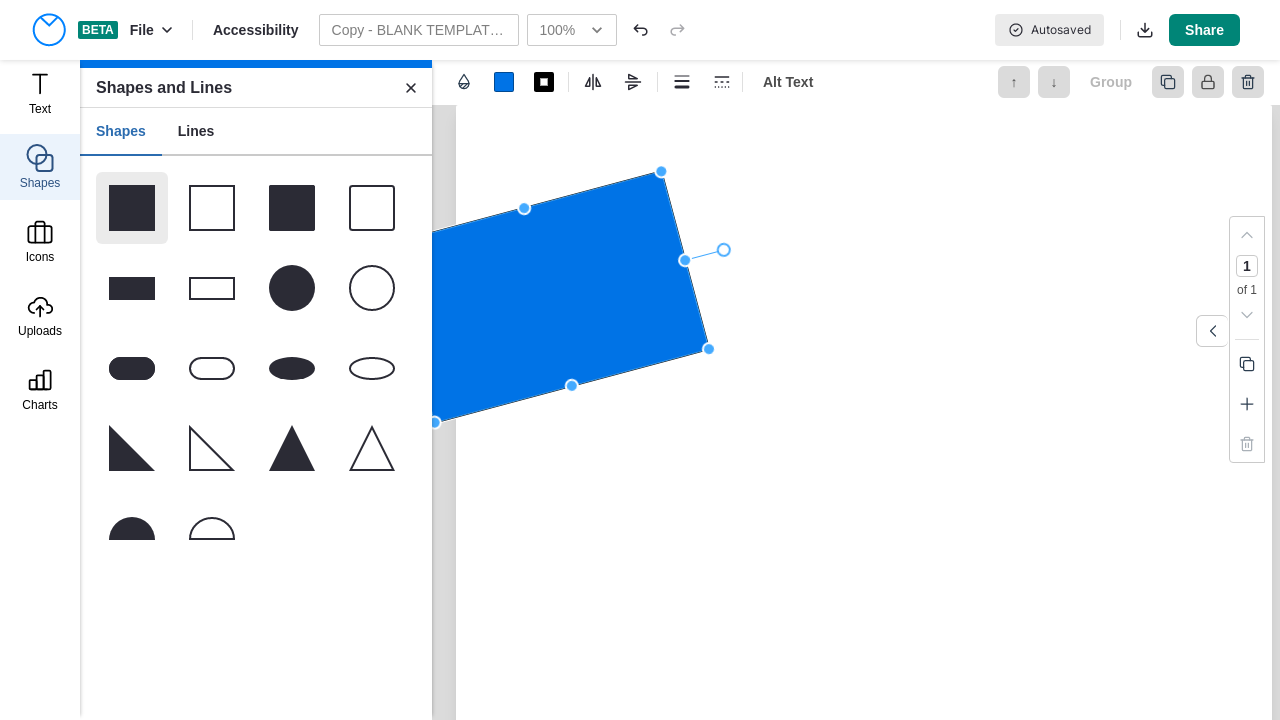 BETA
File
Accessibility
Copy - BLANK TEMPLAT…
100%
Autosaved
Share
Text
Shapes
Icons
Uploads
Charts
Shapes and Lines
Shapes
Lines
Alt Text
Group
1
of 1